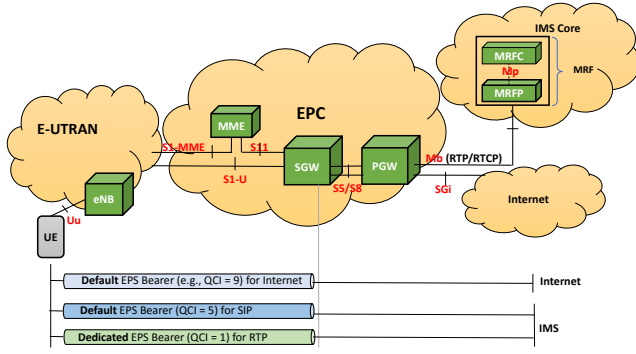 IMS Core
MRFC
Mp
MRFP
MRF
EPC
E-UTRAN
MME
S1-MME
S11
Mb (RTP/RTCP)
SGW
PGW
S1-U
S5/S8
SGi
Internet
eNB
Uu
UE
Default EPS Bearer (e.g., QCI = 9) for Internet
Internet
Default EPS Bearer (QCI = 5) for SIP
IMS
Dedicated EPS Bearer (QCI = 1) for RTP